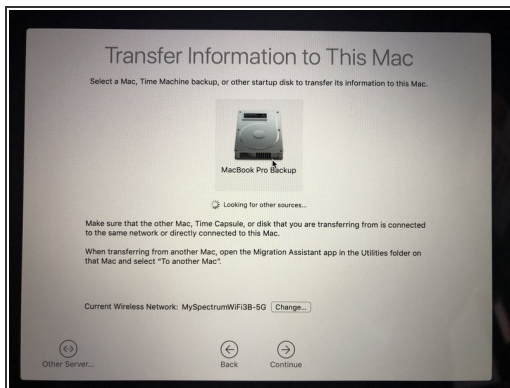 Transfer Information to This Mac
Select a Mac, Time Machine backup, or other startup disk to transfer its information to this Mac.
MacBook Pro Backup
Looking for other sources...
Make sure that the other Mac, Time Capsule, or disk that you are transferring from is connected
to the same network or directly connected to this Mac.
When transferring from another Mac, open the Migration Assistant app in the Utilities folder on
that Mac and select "To another Mac".
Current Wireless Network: MySpectrumWiFi3B-5G Change...
Other Server... Back Continue